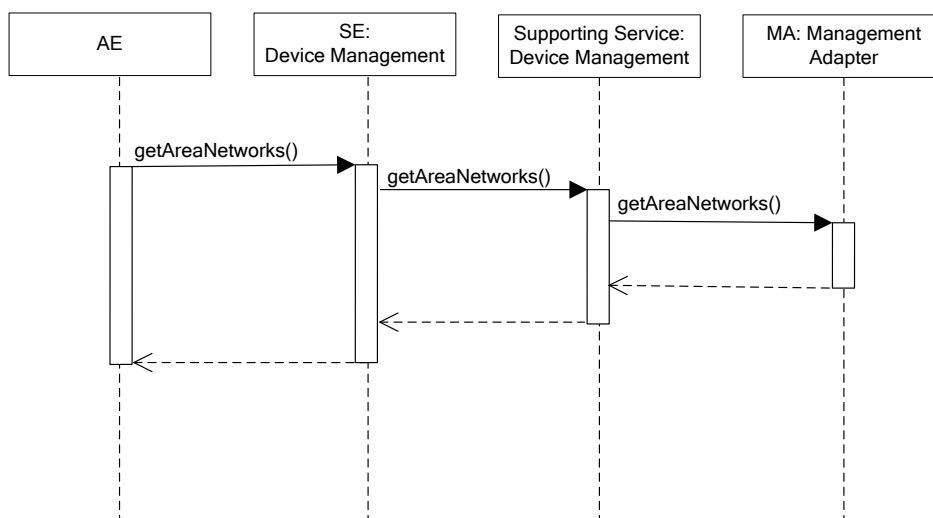 AE
SE:
Device Management
Supporting Service:
Device Management
MA: Management
Adapter
getAreaNetworks()
getAreaNetworks()
getAreaNetworks()